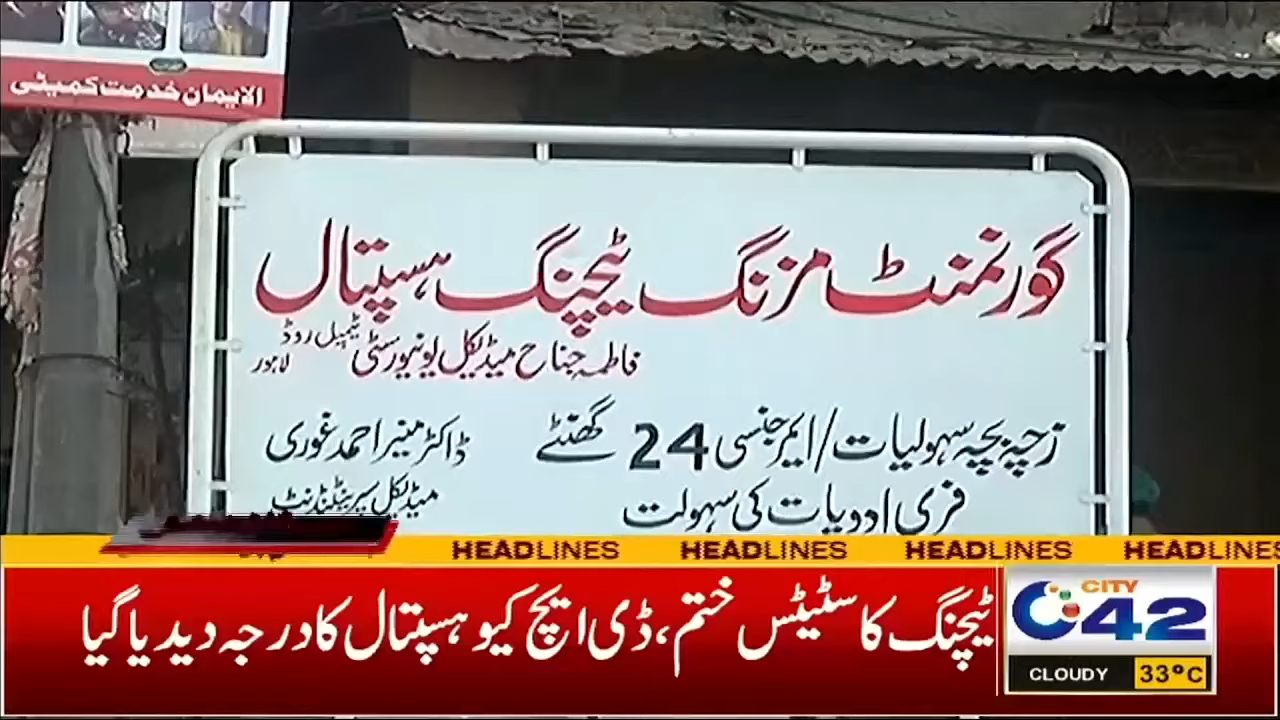 الایمان خدمت کمیٹی
گورنمنٹ مزنگ ٹیچنگ ہسپتال
فاطمہ جناح میڈیکل یونیورسٹی ٹیمپل روڈ لاہور
زچہ بچہ سہولیات/ایمرجنسی 24 گھنٹے
فری ادویات کی سہولت
ڈاکٹر منیر احمد غوری
میڈیکل سپرنٹنڈنٹ
HEADLINES HEADLINES HEADLINES HEADLINES
ٹیچنگ کا سٹیٹس ختم، ڈی ایچ کیو ہسپتال کا درجہ دیدیا گیا
CITY
42
CLOUDY 33°C